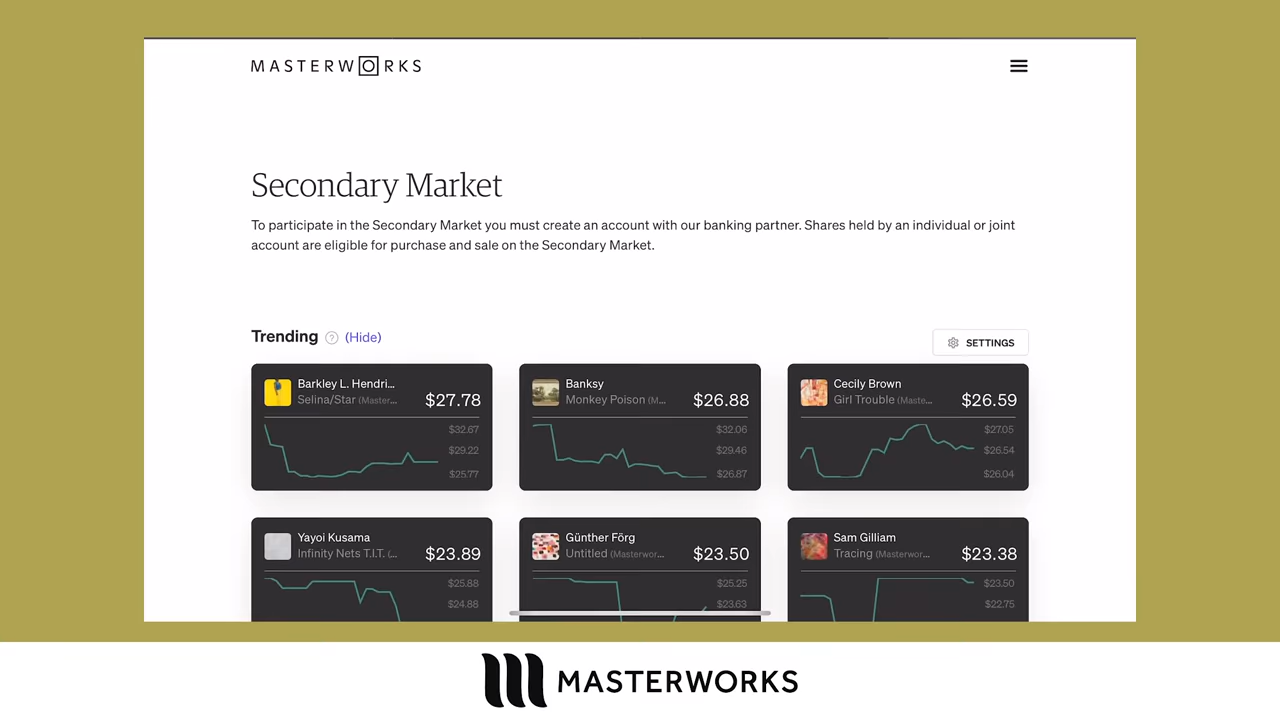 MASTERWORKS
Secondary Market
To participate in the Secondary Market you must create an account with our banking partner. Shares held by an individual or joint
account are eligible for purchase and sale on the Secondary Market.
Trending ? (Hide)
SETTINGS
Barkley L. Hendri...
Selina/Star (Master...
$27.78
$32.67
$29.22
$25.77
Banksy
Monkey Poison (M...
$26.88
$32.06
$29.46
$26.87
Cecily Brown
Girl Trouble (Maste...
$26.59
$27.05
$26.54
$26.04
Yayoi Kusama
Infinity Nets T.I.T. (...
$23.89
$25.88
$24.86
Günther Förg
Untitled (Masterwor...
$23.50
$25.25
$23.63
Sam Gilliam
Tracing (Masterwor...
$23.38
$23.50
$22.75
MASTERWORKS